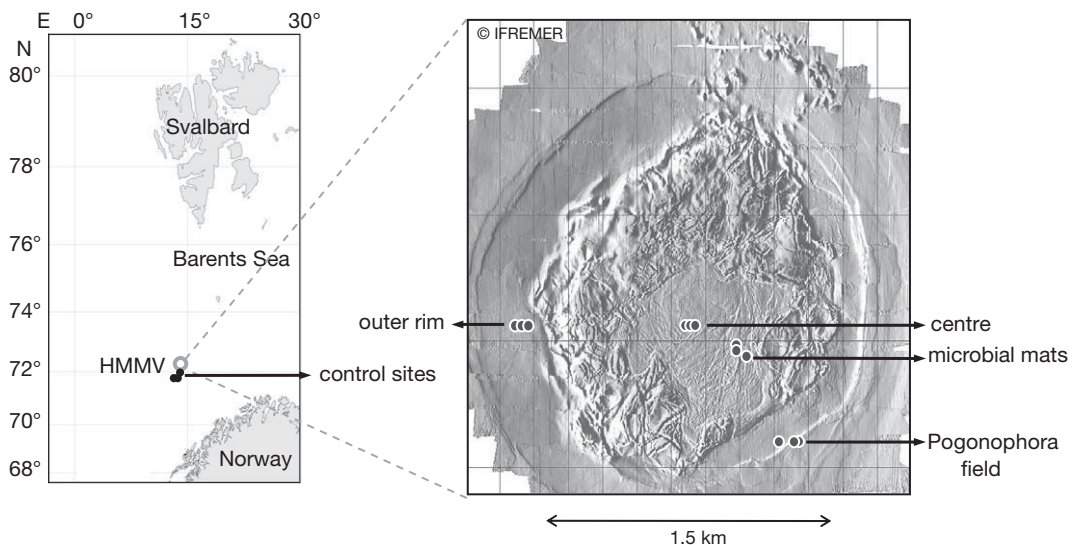 E 0° 15° 30°
N
80°
78°
76°
74°
72°
70°
68°
Svalbard
Barents Sea
HMMV
control sites
Norway
© IFREMER
outer rim
centre
microbial mats
Pogonophora
field
1.5 km